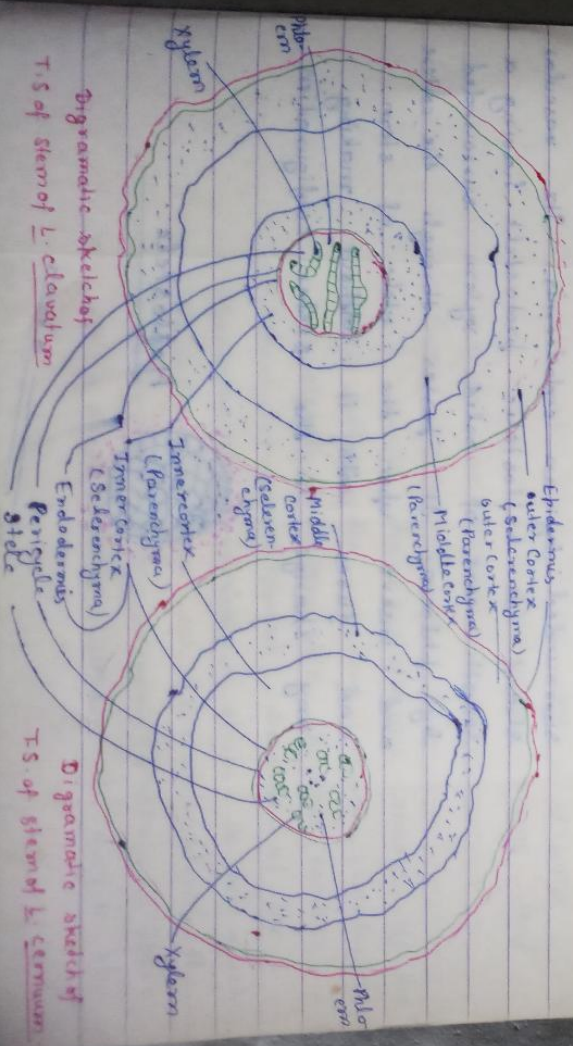 Phlo-
em
Xylem
Epidermis
outer Cortex
(Sclerenchyma)
outer cortex
(Parenchyma)
Middle cortex
(Parenchyma)
Middle
cortex
(Scleren-
chyma)
Inner cortex
(Parenchyma)
Inner cortex
(Sclerenchyma)
Endodermis
Pericycle
Stele
Phlo
em
Xylem
Digramatic sketch of
T.S of stem of L. clavatum
Digramatic sketch of
T.S. of stem of L. cernuum